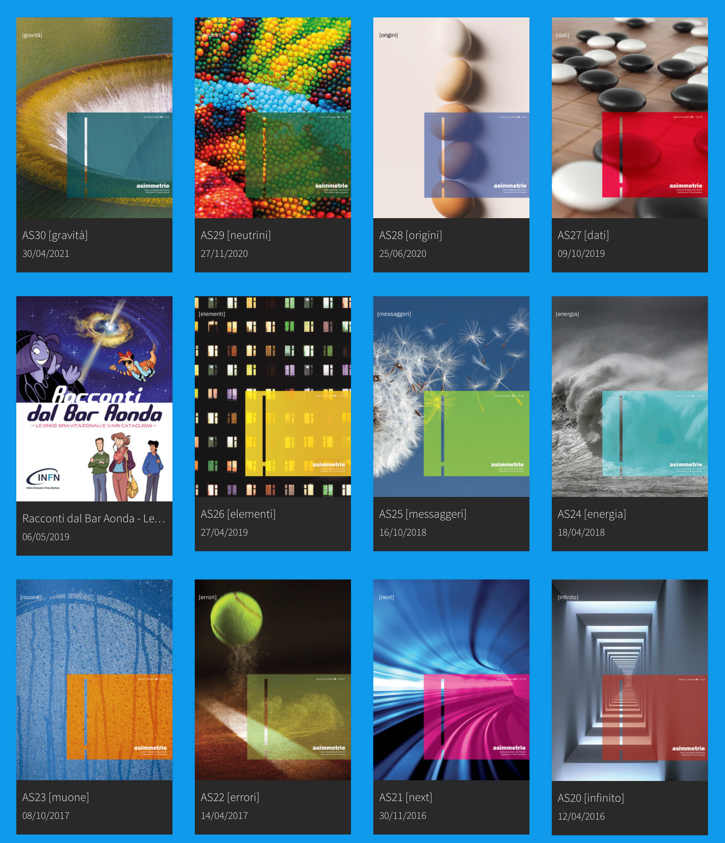 [gravità]
asimmetrie
AS30 [gravità]
30/04/2021
asimmetrie
AS29 [neutrini]
27/11/2020
[origini]
asimmetrie
AS28 [origini]
25/06/2020
[dati]
asimmetrie
AS27 [dati]
09/10/2019
Racconti
dal Bar Aonda
—LE ONDE GRAVITAZIONALI E VARI CATACLISMI—
INFN
Racconti dal Bar Aonda - Le...
06/05/2019
[elementi]
asimmetrie
AS26 [elementi]
27/04/2019
[messaggeri]
asimmetrie
AS25 [messaggeri]
16/10/2018
[energia]
asimmetrie
AS24 [energia]
18/04/2018
[muone]
asimmetrie
AS23 [muone]
08/10/2017
[errori]
asimmetrie
AS22 [errori]
14/04/2017
[next]
asimmetrie
AS21 [next]
30/11/2016
[infinito]
asimmetrie
AS20 [infinito]
12/04/2016